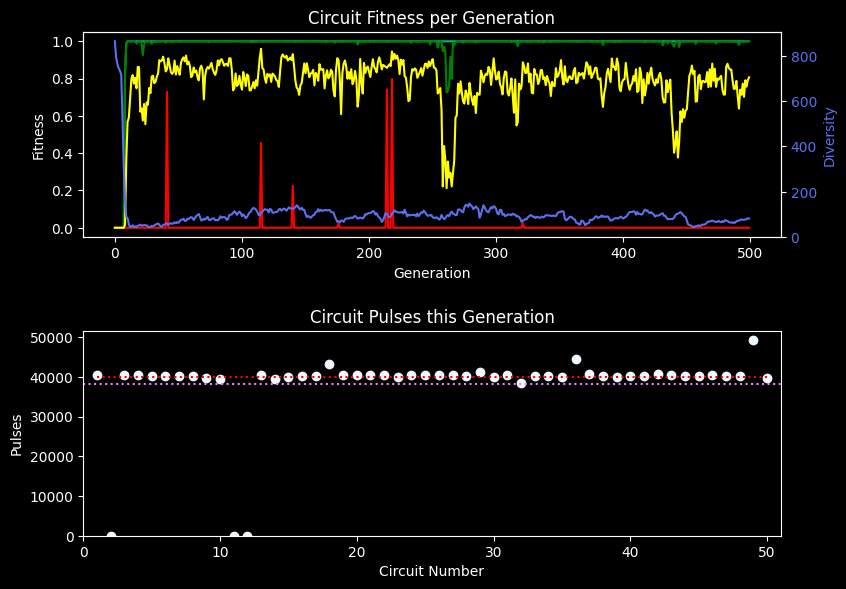 Circuit Fitness per Generation
1.0
0.8
0.6
0.4
0.2
0.0
Fitness
800
600
400
200
0
Diversity
0 100 200 300 400 500
Generation
Circuit Pulses this Generation
50000
40000
30000
20000
10000
0
Pulses
0 10 20 30 40 50
Circuit Number